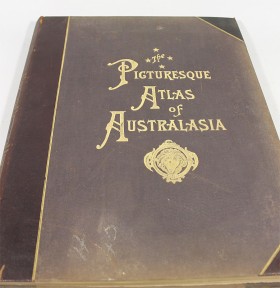 The
PICTURESQUE
ATLAS
of
AUSTRALASIA